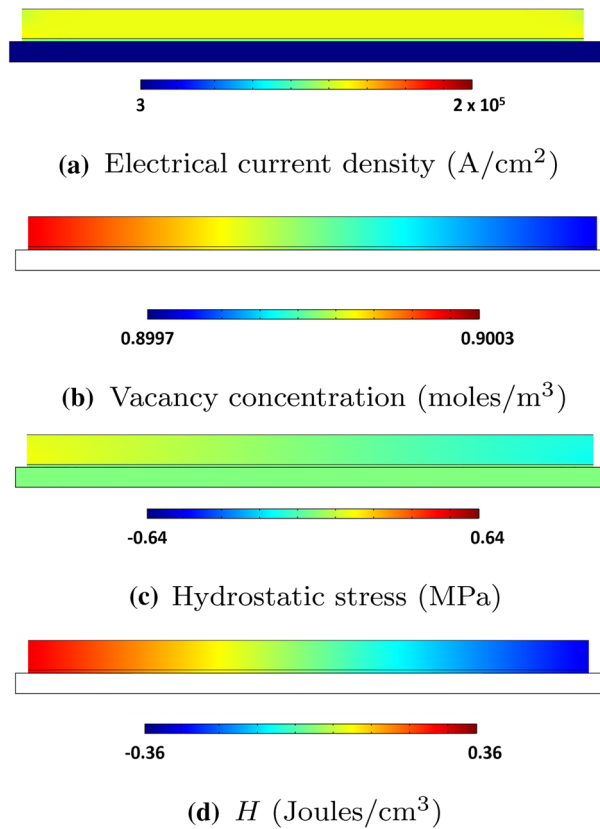 3 2 x 10⁵
(a) Electrical current density (A/cm²)
0.8997 0.9003
(b) Vacancy concentration (moles/m³)
-0.64 0.64
(c) Hydrostatic stress (MPa)
-0.36 0.36
(d) H (Joules/cm³)